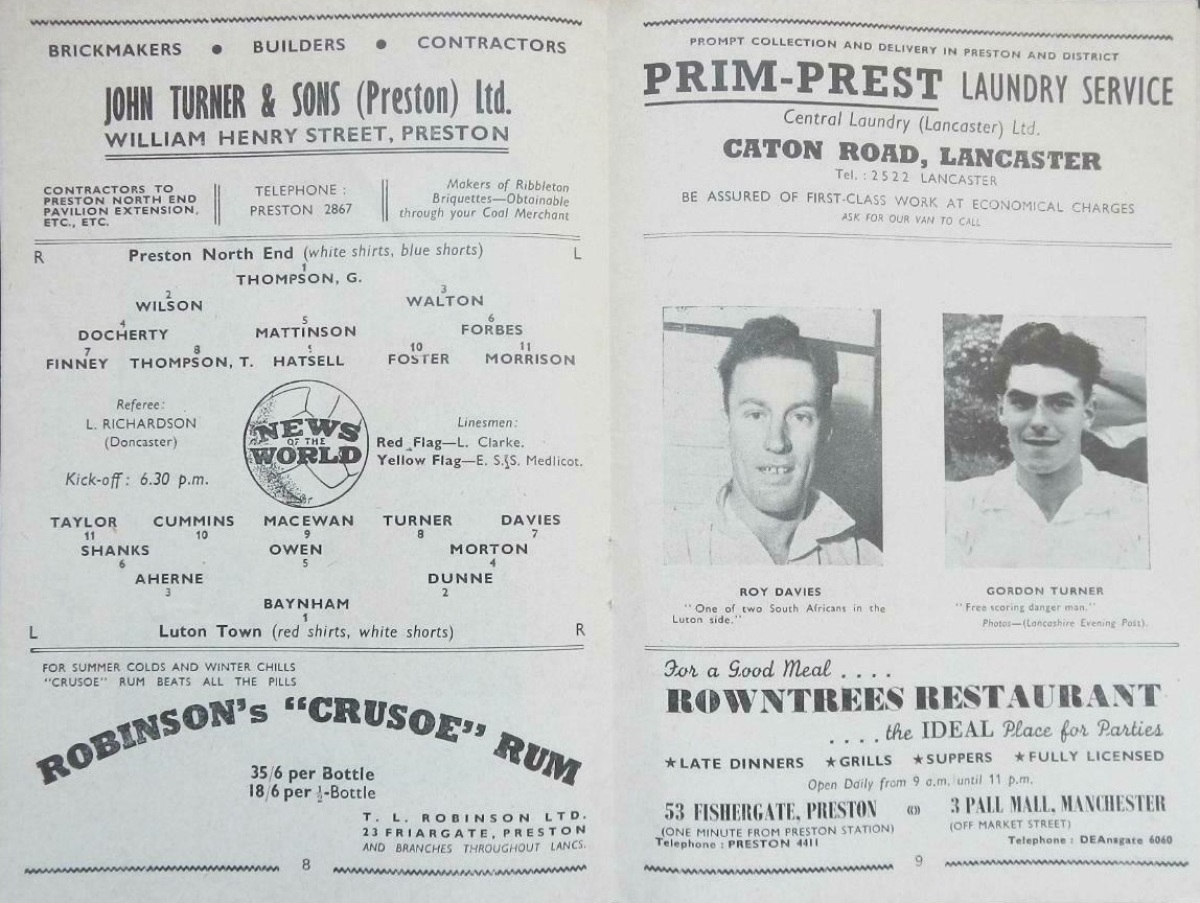 BRICKMAKERS ● BUILDERS ● CONTRACTORS
JOHN TURNER & SONS (Preston) Ltd.
WILLIAM HENRY STREET, PRESTON
CONTRACTORS TO
PRESTON NORTH END
PAVILION EXTENSION,
ETC., ETC.
TELEPHONE :
PRESTON 2867
Makers of Ribbleton
Briquettes—Obtainable
through your Coal Merchant
R Preston North End (white shirts, blue shorts) L
1
THOMPSON, G.
2 3
WILSON WALTON
4 5 6
DOCHERTY MATTINSON FORBES
7 8 10 11
FINNEY THOMPSON, T. HATSELL FOSTER MORRISON
Referee:
L. RICHARDSON
(Doncaster)
Kick-off : 6.30 p.m.
NEWS
OF THE
WORLD
Linesmen:
Red Flag—L. Clarke.
Yellow Flag—E. S. S. Medlicot.
TAYLOR CUMMINS MACEWAN TURNER DAVIES
11 10 9 8 7
SHANKS OWEN MORTON
6 5 4
AHERNE DUNNE
3 2
BAYNHAM
1
L Luton Town (red shirts, white shorts) R
FOR SUMMER COLDS AND WINTER CHILLS
"CRUSOE" RUM BEATS ALL THE PILLS
ROBINSON's "CRUSOE" RUM
35/6 per Bottle
18/6 per ½-Bottle
T. L. ROBINSON LTD.
23 FRIARGATE, PRESTON
AND BRANCHES THROUGHOUT LANCS.
8
PROMPT COLLECTION AND DELIVERY IN PRESTON AND DISTRICT
PRIM-PREST LAUNDRY SERVICE
Central Laundry (Lancaster) Ltd.
CATON ROAD, LANCASTER
Tel. : 2522 LANCASTER
BE ASSURED OF FIRST-CLASS WORK AT ECONOMICAL CHARGES
ASK FOR OUR VAN TO CALL
ROY DAVIES
"One of two South Africans in the
Luton side."
GORDON TURNER
"Free scoring danger man."
Photos—(Lancashire Evening Post).
For a Good Meal . . . .
ROWNTREES RESTAURANT
. . . . the IDEAL Place for Parties
★LATE DINNERS ★GRILLS ★SUPPERS ★FULLY LICENSED
Open Daily from 9 a.m. until 11 p.m.
53 FISHERGATE, PRESTON
(ONE MINUTE FROM PRESTON STATION)
Telephone : PRESTON 4411
3 PALL MALL, MANCHESTER
(OFF MARKET STREET)
Telephone : DEAnsgate 6060
9